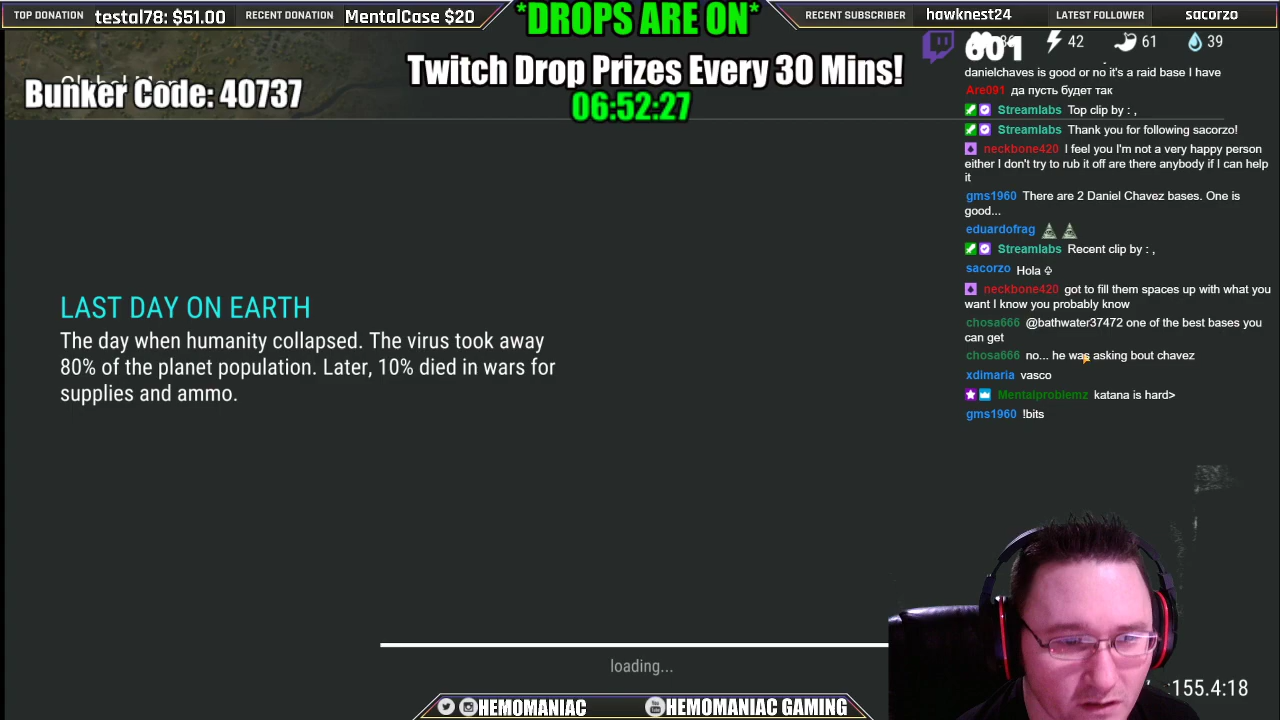 TOP DONATION testal78: $51.00 RECENT DONATION MentalCase $20
*DROPS ARE ON*
RECENT SUBSCRIBER hawknest24 LATEST FOLLOWER sacorzo
Twitch Drop Prizes Every 30 Mins!
06:52:27
Bunker Code: 40737
601 42 61 39
danielchaves is good or no it's a raid base I have
Are091 да пусть будет так
Streamlabs Top clip by : ,
Streamlabs Thank you for following sacorzo!
neckbone420 I feel you I'm not a very happy person
either I don't try to rub it off are there anybody if I can help
it
gms1960 There are 2 Daniel Chavez bases. One is
good...
eduardofrag
Streamlabs Recent clip by : ,
sacorzo Hola
neckbone420 got to fill them spaces up with what you
want I know you probably know
chosa666 @bathwater37472 one of the best bases you
can get
chosa666 no... he was asking bout chavez
xdimaria vasco
Mentalproblemz katana is hard>
gms1960 !bits
LAST DAY ON EARTH
The day when humanity collapsed. The virus took away
80% of the planet population. Later, 10% died in wars for
supplies and ammo.
loading...
:155.4:18
HEMOMANIAC HEMOMANIAC GAMING